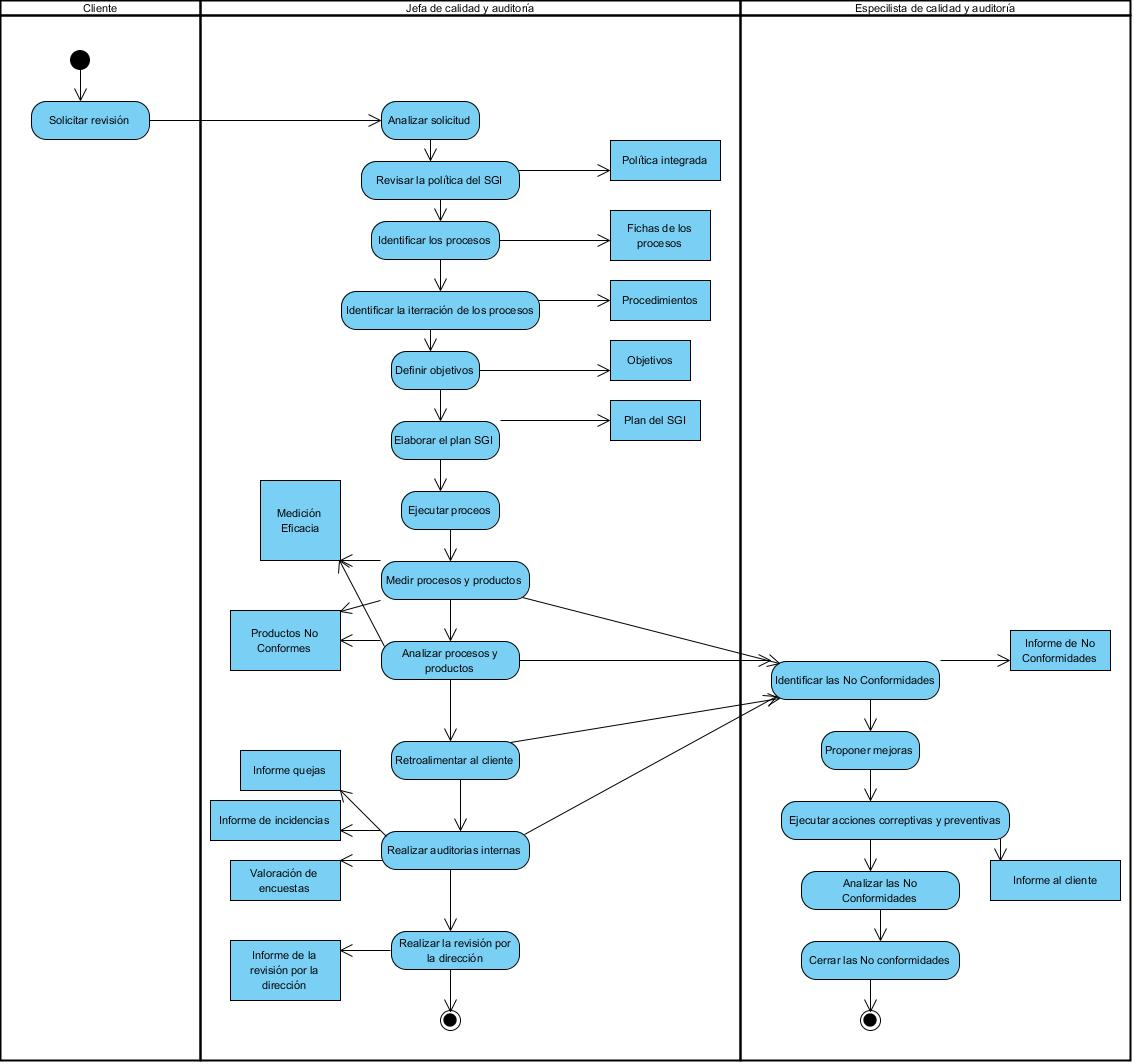 Cliente
Jefa de calidad y auditoría
Especilista de calidad y auditoría
Solicitar revisión
Analizar solicitud
Política integrada
Revisar la política del SGI
Fichas de los
procesos
Identificar los procesos
Procedimientos
Identificar la iterración de los procesos
Objetivos
Definir objetivos
Plan del SGI
Elaborar el plan SGI
Medición
Eficacia
Ejecutar proceos
Medir procesos y productos
Productos No
Conformes
Analizar procesos y
productos
Informe de No
Conformidades
Identificar las No Conformidades
Proponer mejoras
Retroalimentar al cliente
Informe quejas
Informe de incidencias
Ejecutar acciones correptivas y preventivas
Realizar auditorias internas
Valoración de
encuestas
Informe al cliente
Analizar las No
Conformidades
Realizar la revisión por
la dirección
Informe de la
revisión por la
dirección
Cerrar las No conformidades